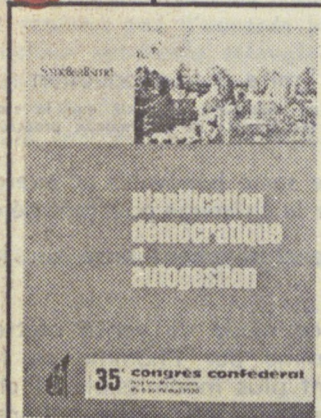 Syndicalisme
planification
démocratique
et
autogestion
35e congrès confédéral